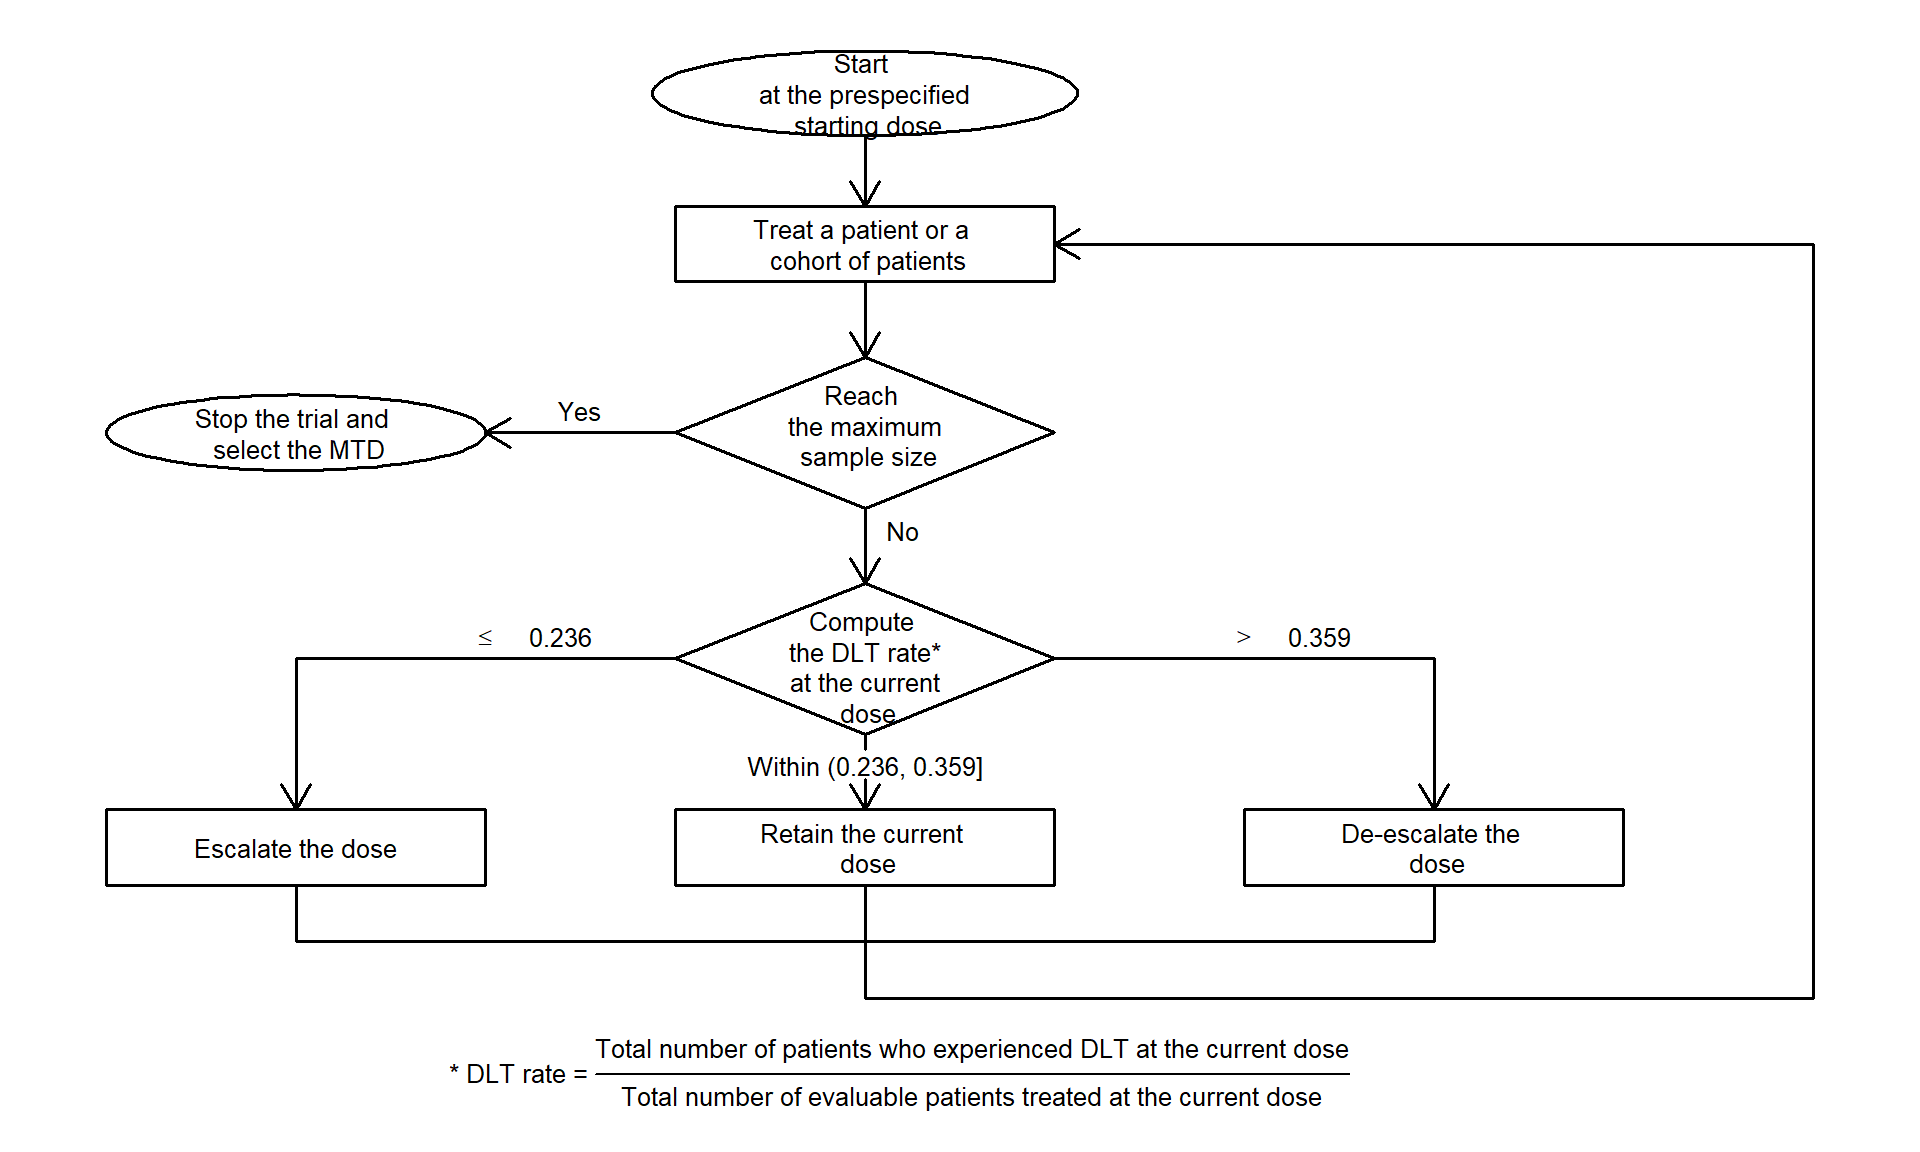 Start
at the prespecified
starting dose
Treat a patient or a
cohort of patients
Reach
the maximum
sample size
Yes
Stop the trial and
select the MTD
No
Compute
the DLT rate*
at the current
dose
≤ 0.236
> 0.359
Within (0.236, 0.359]
Escalate the dose
Retain the current
dose
De-escalate the
dose
* DLT rate =
Total number of patients who experienced DLT at the current dose
Total number of evaluable patients treated at the current dose